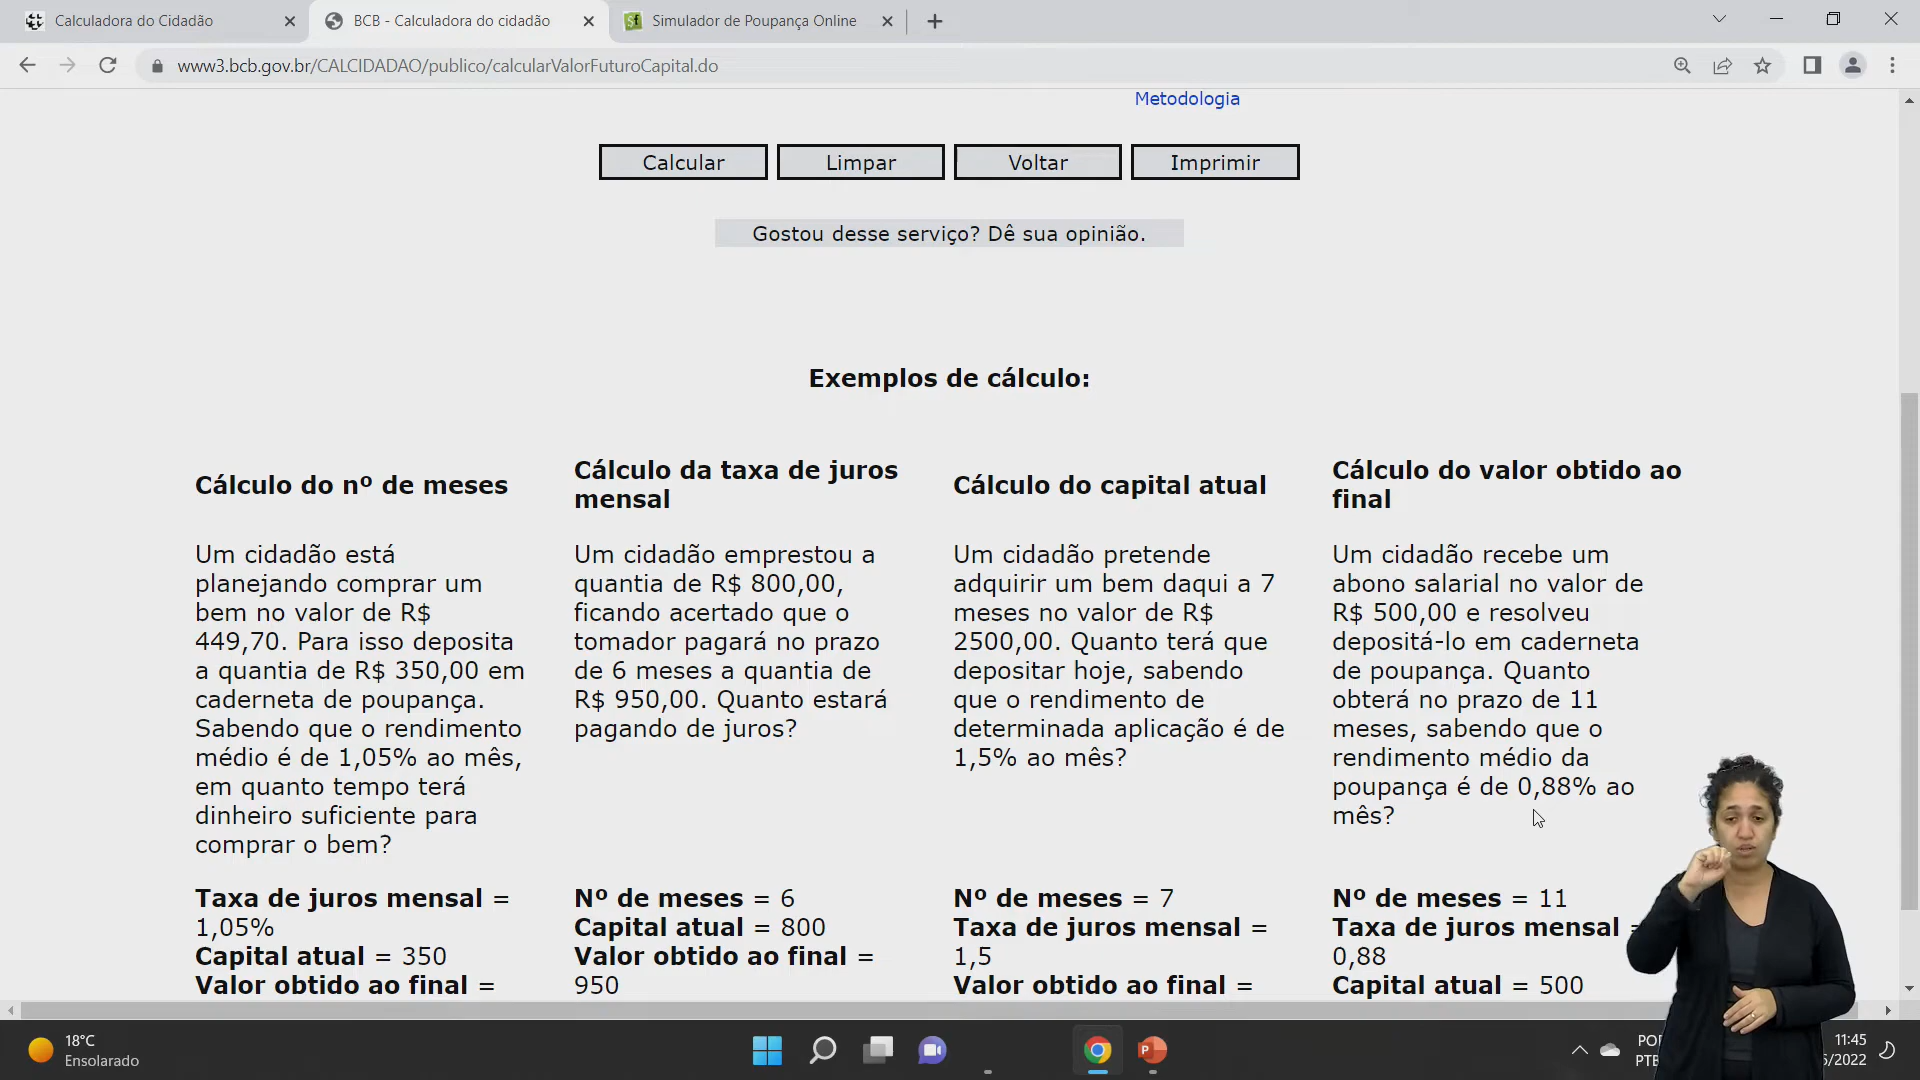 Calculadora do Cidadão
BCB - Calculadora do cidadão
Simulador de Poupança Online
www3.bcb.gov.br/CALCIDADAO/publico/calcularValorFuturoCapital.do
Metodologia
Calcular
Limpar
Voltar
Imprimir
Gostou desse serviço? Dê sua opinião.
Exemplos de cálculo:
Cálculo do nº de meses
Um cidadão está
planejando comprar um
bem no valor de R$
449,70. Para isso deposita
a quantia de R$ 350,00 em
caderneta de poupança.
Sabendo que o rendimento
médio é de 1,05% ao mês,
em quanto tempo terá
dinheiro suficiente para
comprar o bem?
Taxa de juros mensal =
1,05%
Capital atual = 350
Valor obtido ao final =
Cálculo da taxa de juros
mensal
Um cidadão emprestou a
quantia de R$ 800,00,
ficando acertado que o
tomador pagará no prazo
de 6 meses a quantia de
R$ 950,00. Quanto estará
pagando de juros?
Nº de meses = 6
Capital atual = 800
Valor obtido ao final =
950
Cálculo do capital atual
Um cidadão pretende
adquirir um bem daqui a 7
meses no valor de R$
2500,00. Quanto terá que
depositar hoje, sabendo
que o rendimento de
determinada aplicação é de
1,5% ao mês?
Nº de meses = 7
Taxa de juros mensal =
1,5
Valor obtido ao final =
Cálculo do valor obtido ao
final
Um cidadão recebe um
abono salarial no valor de
R$ 500,00 e resolveu
depositá-lo em caderneta
de poupança. Quanto
obterá no prazo de 11
meses, sabendo que o
rendimento médio da
poupança é de 0,88% ao
mês?
Nº de meses = 11
Taxa de juros mensal =
0,88
Capital atual = 500
18°C
Ensolarado
11:45
/2022